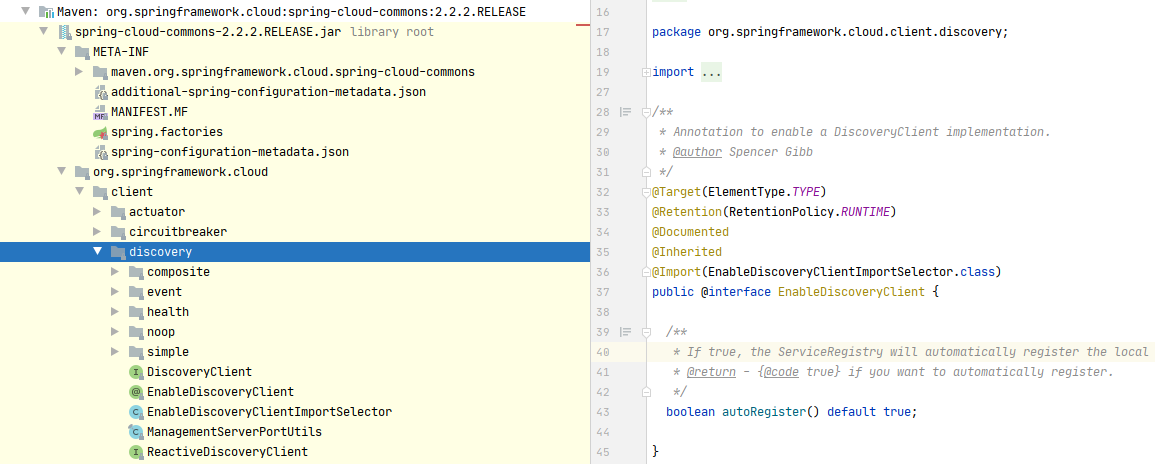 Maven: org.springframework.cloud:spring-cloud-commons:2.2.2.RELEASE
spring-cloud-commons-2.2.2.RELEASE.jar library root
META-INF
maven.org.springframework.cloud.spring-cloud-commons
additional-spring-configuration-metadata.json
MANIFEST.MF
spring.factories
spring-configuration-metadata.json
org.springframework.cloud
client
actuator
circuitbreaker
discovery
composite
event
health
noop
simple
DiscoveryClient
EnableDiscoveryClient
EnableDiscoveryClientImportSelector
ManagementServerPortUtils
ReactiveDiscoveryClient
16
17 package org.springframework.cloud.client.discovery;
18
19 import ...
27
28 /**
29 * Annotation to enable a DiscoveryClient implementation.
30 * @author Spencer Gibb
31 */
32 @Target(ElementType.TYPE)
33 @Retention(RetentionPolicy.RUNTIME)
34 @Documented
35 @Inherited
36 @Import(EnableDiscoveryClientImportSelector.class)
37 public @interface EnableDiscoveryClient {
38
39 /**
40 * If true, the ServiceRegistry will automatically register the local
41 * @return - {@code true} if you want to automatically register.
42 */
43 boolean autoRegister() default true;
44
45 }